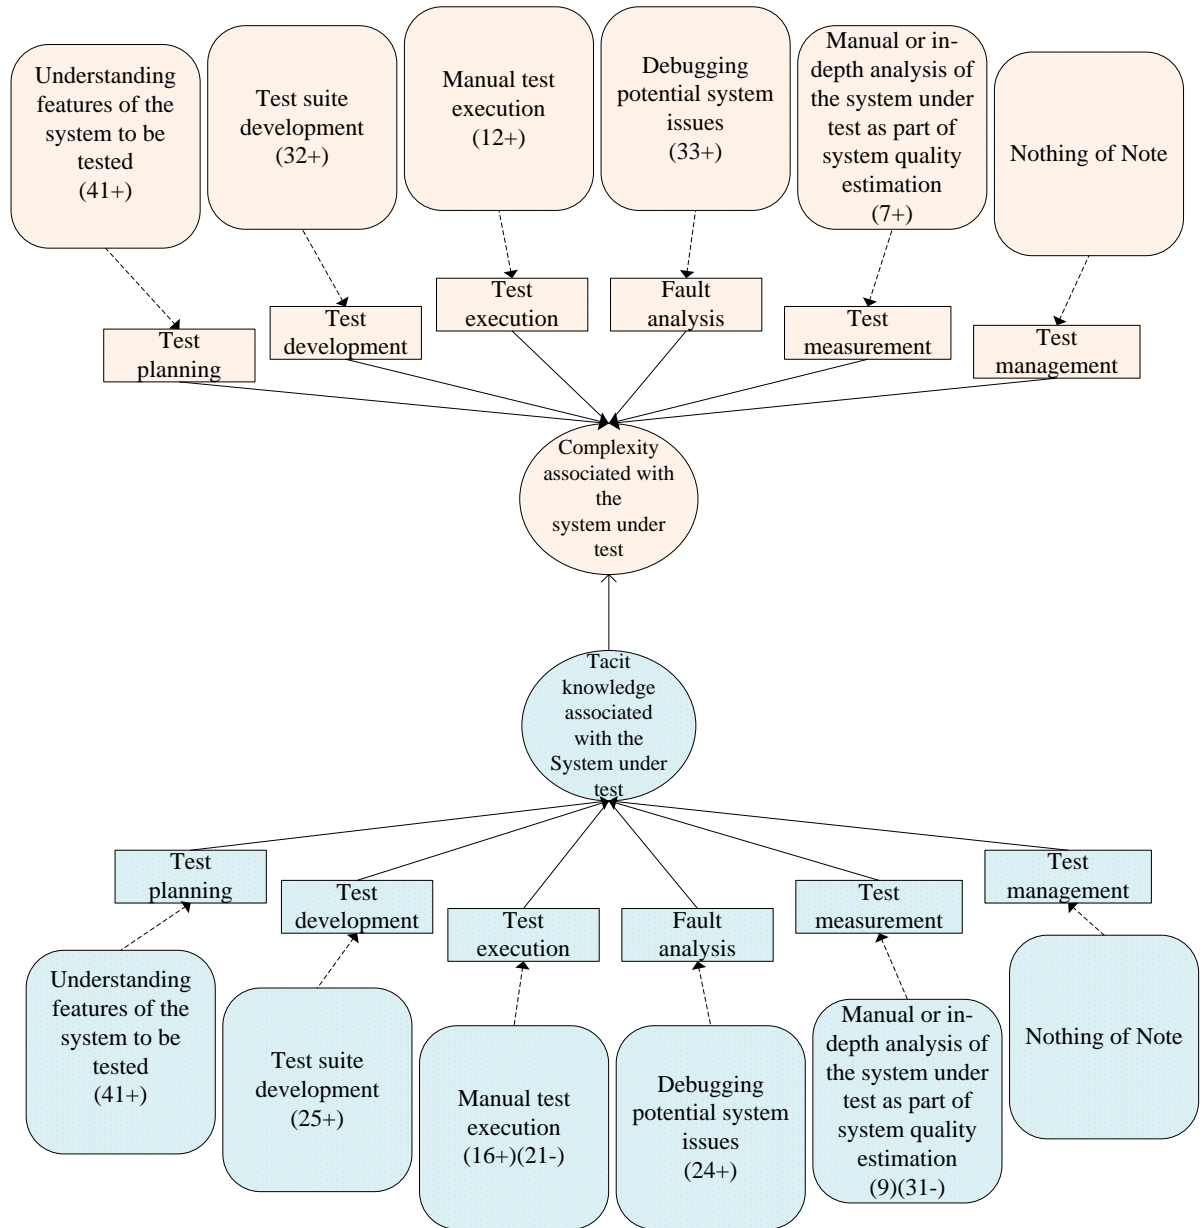 Understanding
features of the
system to be
tested
(41+)
Test suite
development
(32+)
Manual test
execution
(12+)
Debugging
potential system
issues
(33+)
Manual or in-
depth analysis of
the system under
test as part of
system quality
estimation
(7+)
Nothing of Note
Test
planning
Test
development
Test
execution
Fault
analysis
Test
measurement
Test
management
Complexity
associated with
the
system under
test
Tacit
knowledge
associated
with the
System under
test
Test
planning
Test
development
Test
execution
Fault
analysis
Test
measurement
Test
management
Understanding
features of the
system to be
tested
(41+)
Test suite
development
(25+)
Manual test
execution
(16+)(21-)
Debugging
potential system
issues
(24+)
Manual or in-
depth analysis of
the system under
test as part of
system quality
estimation
(9)(31-)
Nothing of Note